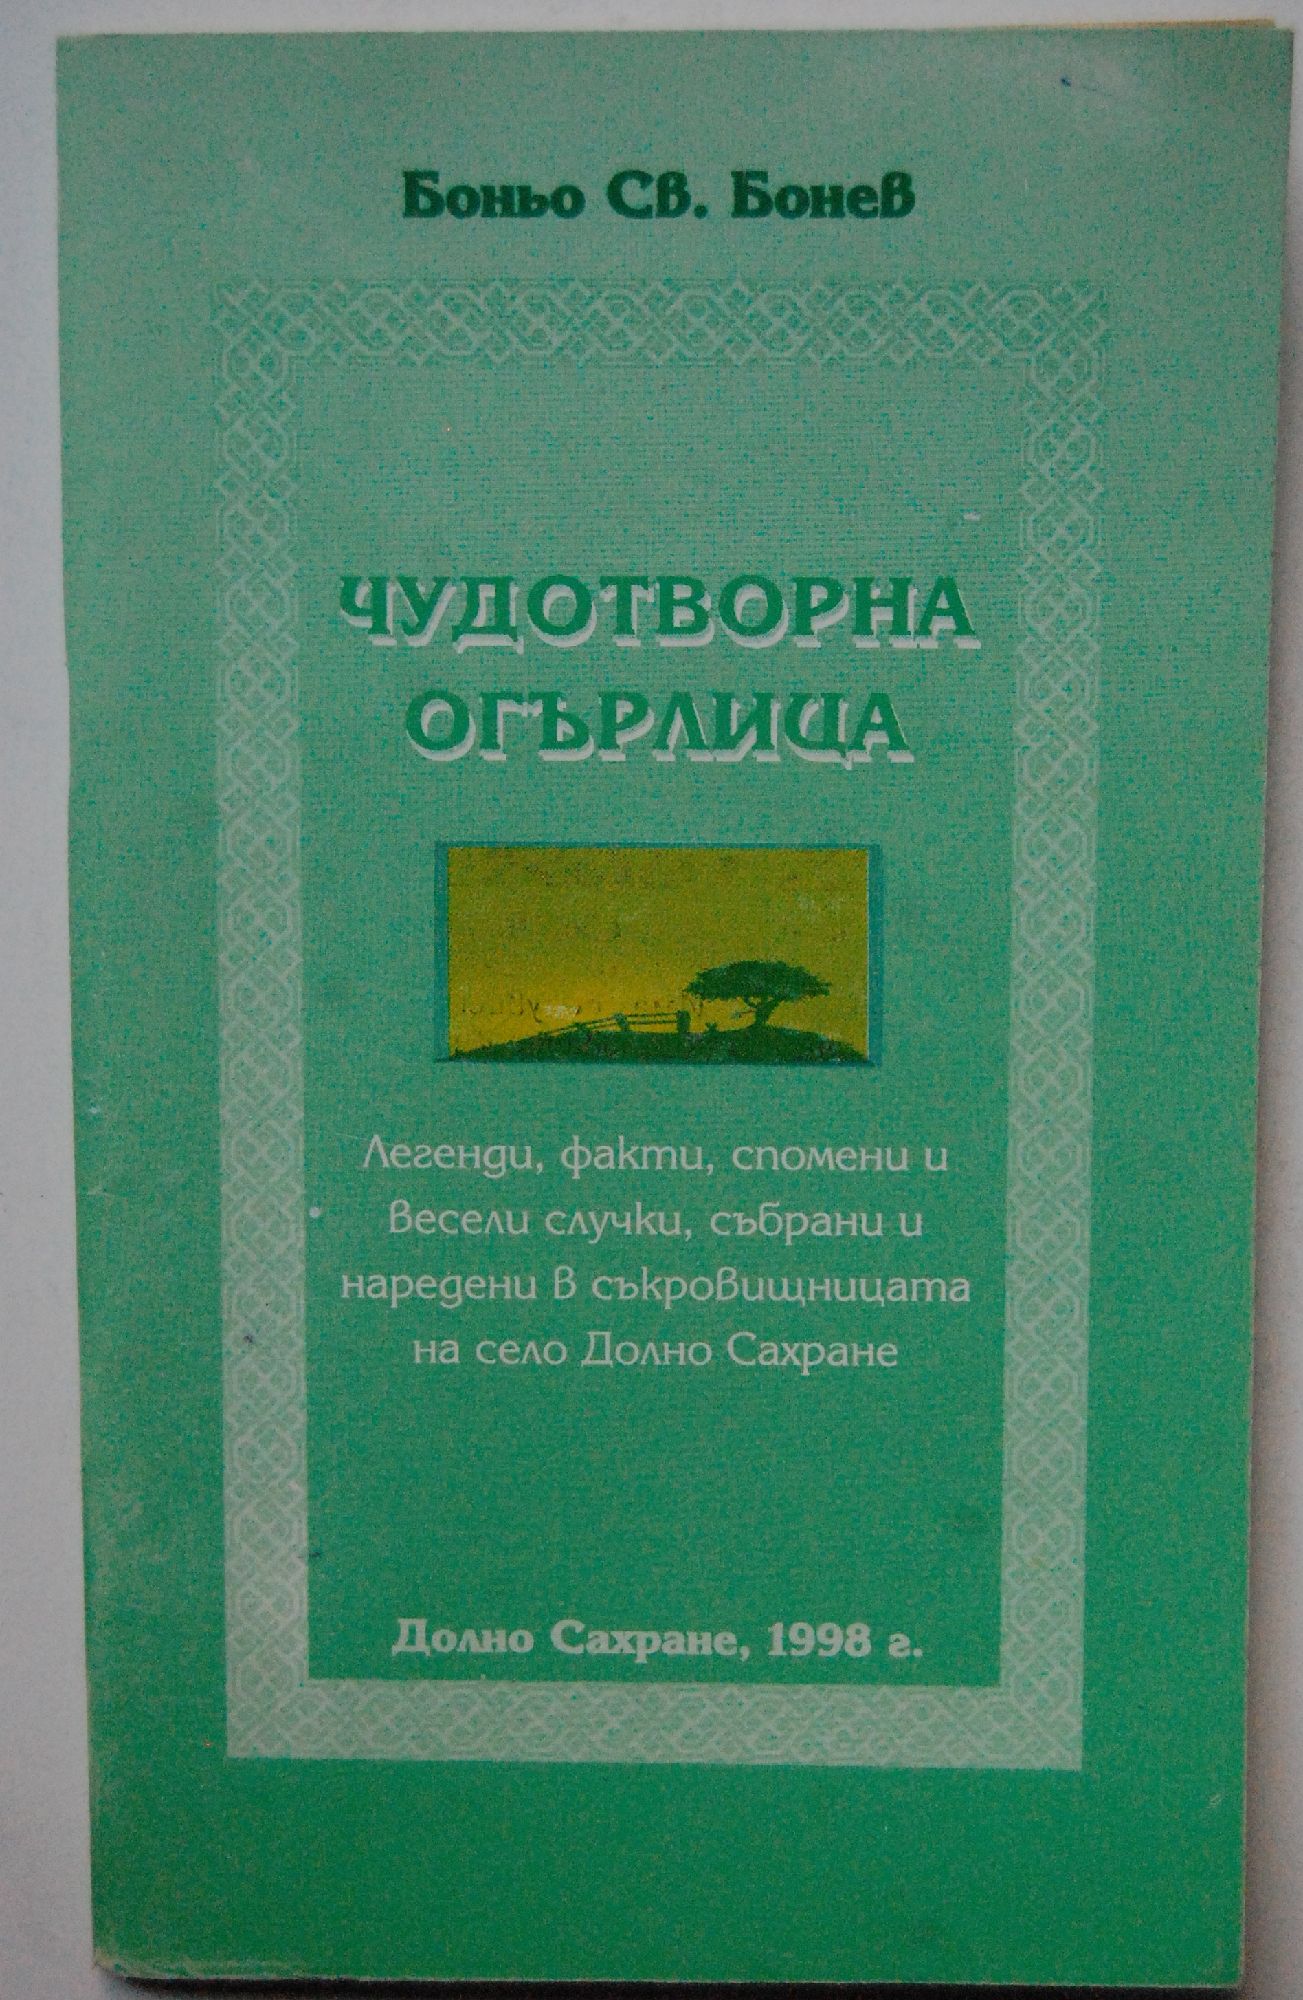 Боньо Св. Бонев
ЧУДОТВОРНА
ОГЪРЛИЦА
Легенди, факти, спомени и
весели случки, събрани и
наредени в съкровищницата
на село Долно Сахране
Долно Сахране, 1998 г.